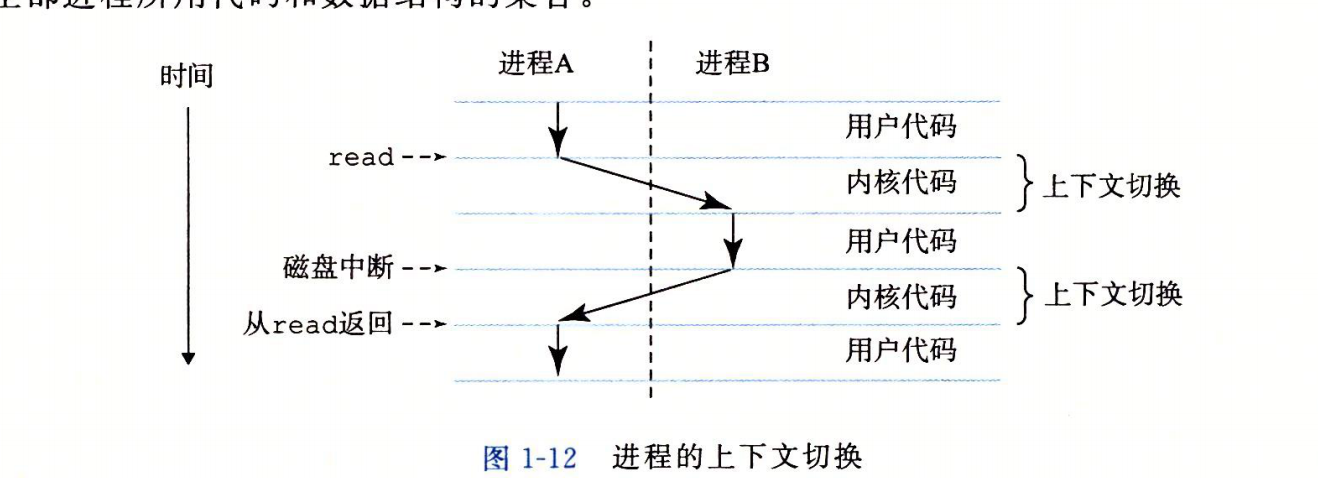 全部进程所用代码和数据结构的集合。
进程A 进程B
时间
用户代码
read
内核代码 上下文切换
用户代码
磁盘中断
内核代码 上下文切换
从read返回
用户代码
图 1-12 进程的上下文切换